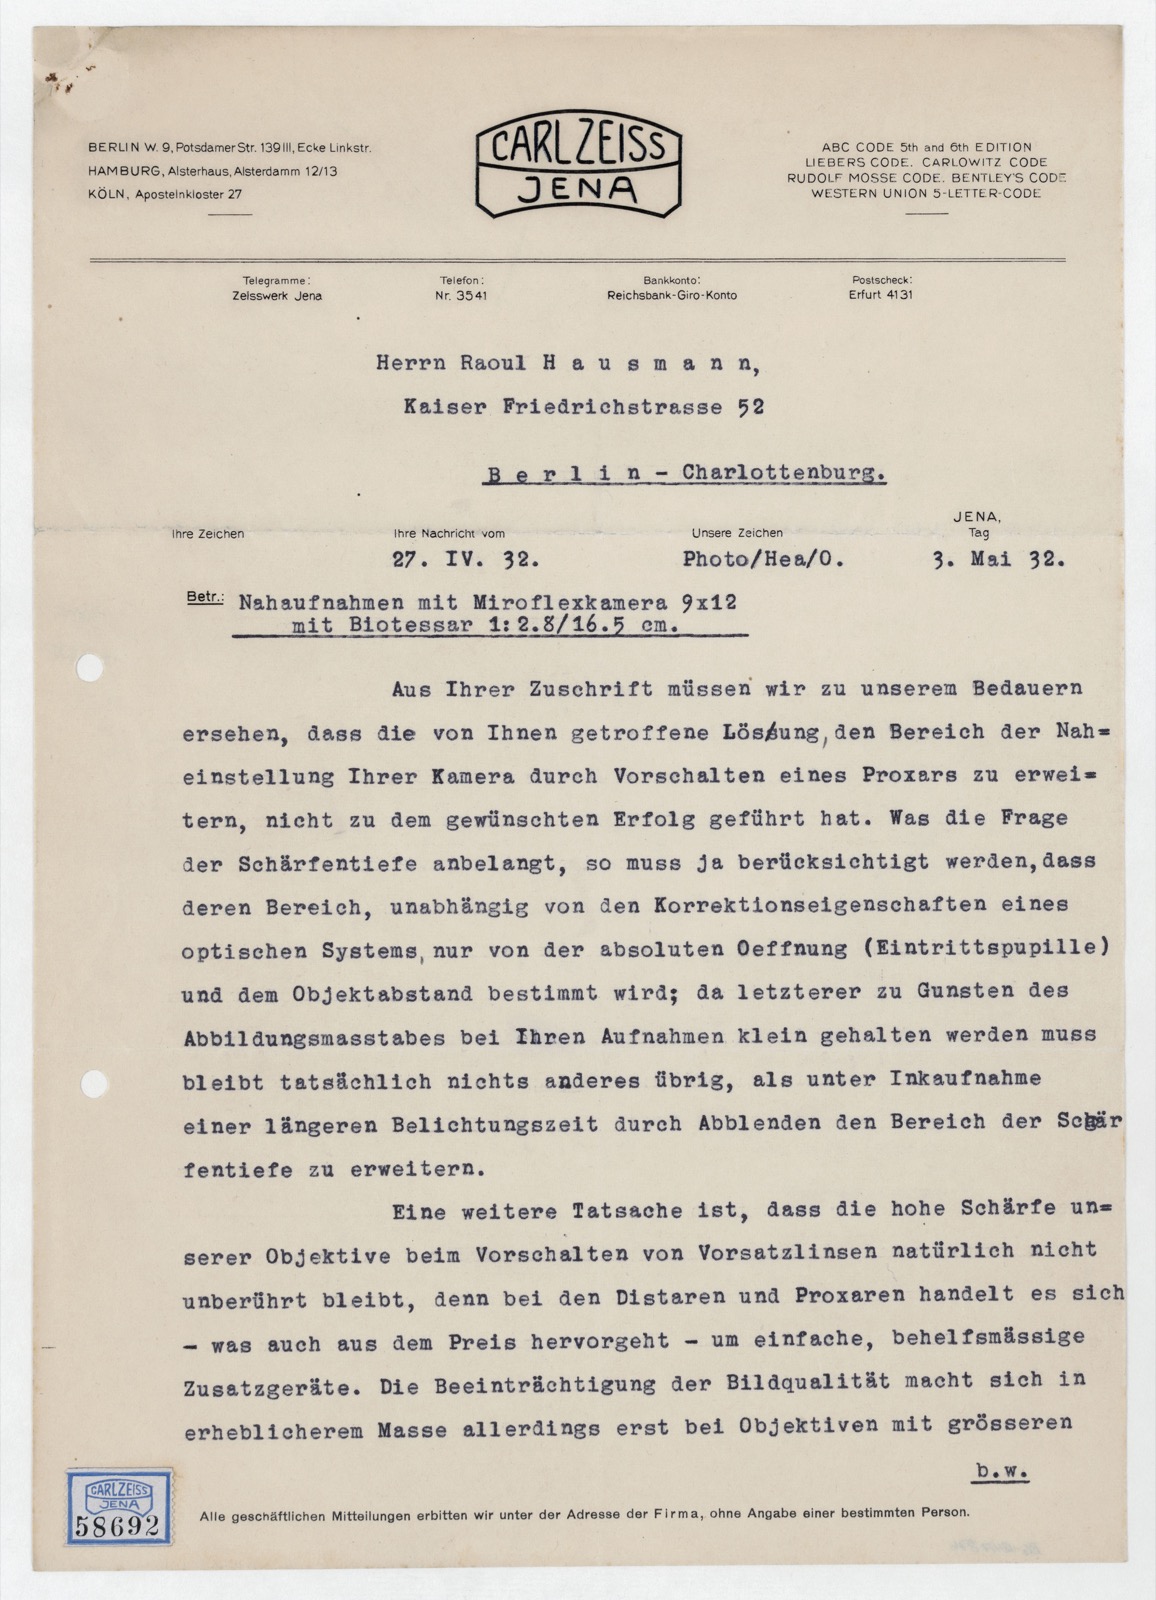 BERLIN W. 9, Potsdamer Str. 139 III, Ecke Linkstr.
HAMBURG, Alsterhaus, Alsterdamm 12/13
KÖLN, Apostelnkloster 27
CARL ZEISS
JENA
ABC CODE 5th and 6th EDITION
LIEBERS CODE. CARLOWITZ CODE
RUDOLF MOSSE CODE. BENTLEY'S CODE
WESTERN UNION 5-LETTER-CODE
Telegramme:
Zeisswerk Jena
Telefon:
Nr. 3541
Bankkonto:
Reichsbank-Giro-Konto
Postscheck:
Erfurt 4131
Herrn Raoul H a u s m a n n,
Kaiser Friedrichstrasse 52
B e r l i n - Charlottenburg.
Ihre Zeichen
Ihre Nachricht vom
27. IV. 32.
Unsere Zeichen
Photo/Hea/O.
JENA,
Tag
3. Mai 32.
Betr.: Nahaufnahmen mit Miroflexkamera 9x12
mit Biotessar 1:2.8/16.5 cm.
Aus Ihrer Zuschrift müssen wir zu unserem Bedauern
ersehen, dass die von Ihnen getroffene Lösung, den Bereich der Nah=
einstellung Ihrer Kamera durch Vorschalten eines Proxars zu erwei=
tern, nicht zu dem gewünschten Erfolg geführt hat. Was die Frage
der Schärfentiefe anbelangt, so muss ja berücksichtigt werden, dass
deren Bereich, unabhängig von den Korrektionseigenschaften eines
optischen Systems, nur von der absoluten Oeffnung (Eintrittspupille)
und dem Objektabstand bestimmt wird; da letzterer zu Gunsten des
Abbildungsmasstabes bei Ihren Aufnahmen klein gehalten werden muss
bleibt tatsächlich nichts anderes übrig, als unter Inkaufnahme
einer längeren Belichtungszeit durch Abblenden den Bereich der Schär
fentiefe zu erweitern.
Eine weitere Tatsache ist, dass die hohe Schärfe un=
serer Objektive beim Vorschalten von Vorsatzlinsen natürlich nicht
unberührt bleibt, denn bei den Distaren und Proxaren handelt es sich
- was auch aus dem Preis hervorgeht - um einfache, behelfsmässige
Zusatzgeräte. Die Beeinträchtigung der Bildqualität macht sich in
erheblicherem Masse allerdings erst bei Objektiven mit grösseren
b.w.
CARL ZEISS
JENA
58692
Alle geschäftlichen Mitteilungen erbitten wir unter der Adresse der Firma, ohne Angabe einer bestimmten Person.